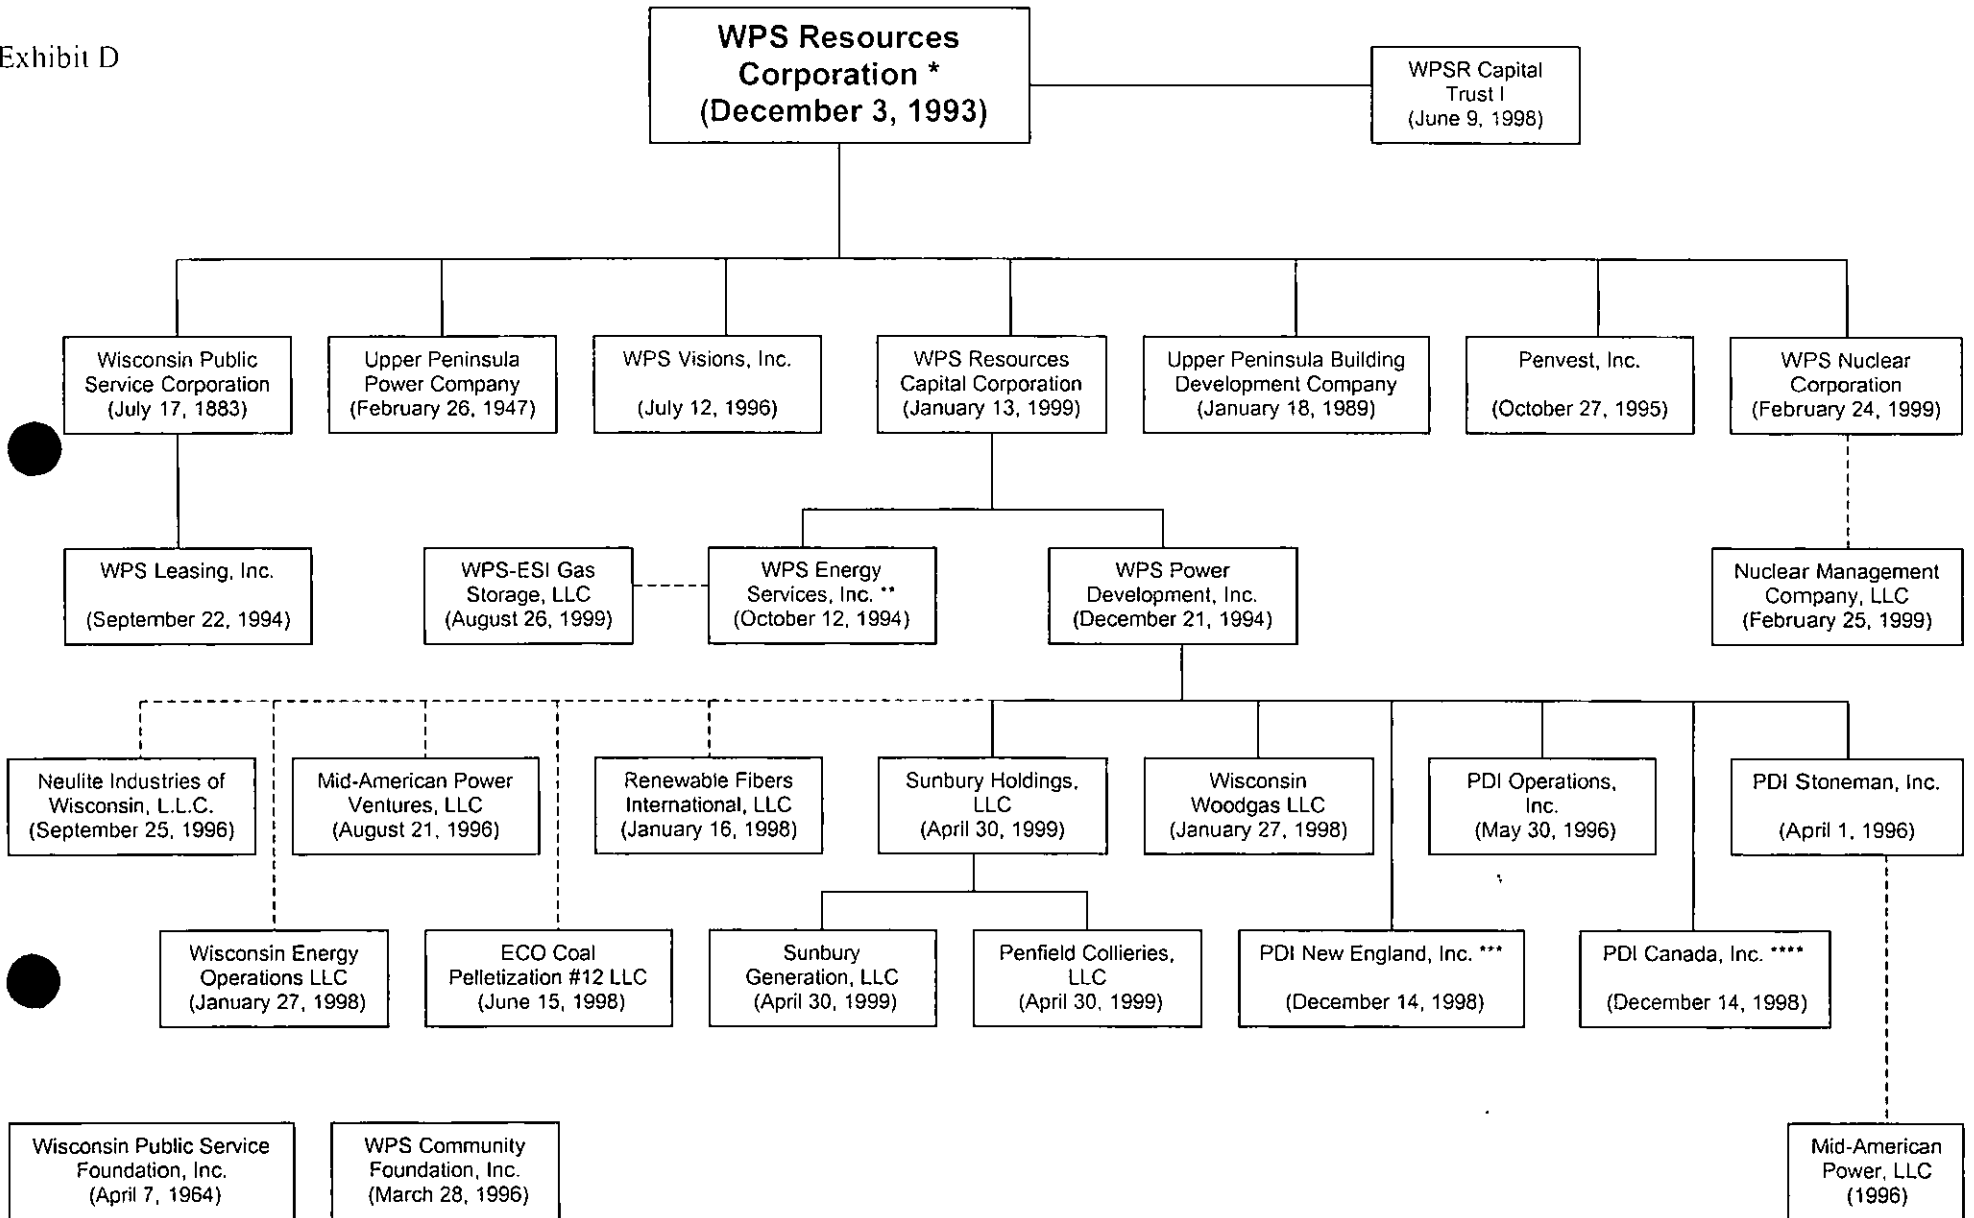 Exhibit D
WPS Resources
Corporation *
(December 3, 1993)
WPSR Capital
Trust I
(June 9, 1998)
Wisconsin Public
Service Corporation
(July 17, 1883)
Upper Peninsula
Power Company
(February 26, 1947)
WPS Visions, Inc.
(July 12, 1996)
WPS Resources
Capital Corporation
(January 13, 1999)
Upper Peninsula Building
Development Company
(January 18, 1989)
Penvest, Inc.
(October 27, 1995)
WPS Nuclear
Corporation
(February 24, 1999)
WPS Leasing, Inc.
(September 22, 1994)
WPS-ESI Gas
Storage, LLC
(August 26, 1999)
WPS Energy
Services, Inc. **
(October 12, 1994)
WPS Power
Development, Inc.
(December 21, 1994)
Nuclear Management
Company, LLC
(February 25, 1999)
Neulite Industries of
Wisconsin, L.L.C.
(September 25, 1996)
Mid-American Power
Ventures, LLC
(August 21, 1996)
Renewable Fibers
International, LLC
(January 16, 1998)
Sunbury Holdings,
LLC
(April 30, 1999)
Wisconsin
Woodgas LLC
(January 27, 1998)
PDI Operations,
Inc.
(May 30, 1996)
PDI Stoneman, Inc.
(April 1, 1996)
Wisconsin Energy
Operations LLC
(January 27, 1998)
ECO Coal
Pelletization #12 LLC
(June 15, 1998)
Sunbury
Generation, LLC
(April 30, 1999)
Penfield Collieries,
LLC
(April 30, 1999)
PDI New England, Inc. ***
(December 14, 1998)
PDI Canada, Inc. ****
(December 14, 1998)
Wisconsin Public Service
Foundation, Inc.
(April 7, 1964)
WPS Community
Foundation, Inc.
(March 28, 1996)
Mid-American
Power, LLC
(1996)